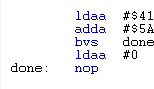 ldaa #$41
adda #$5A
bvs done
ldaa #0
done: nop